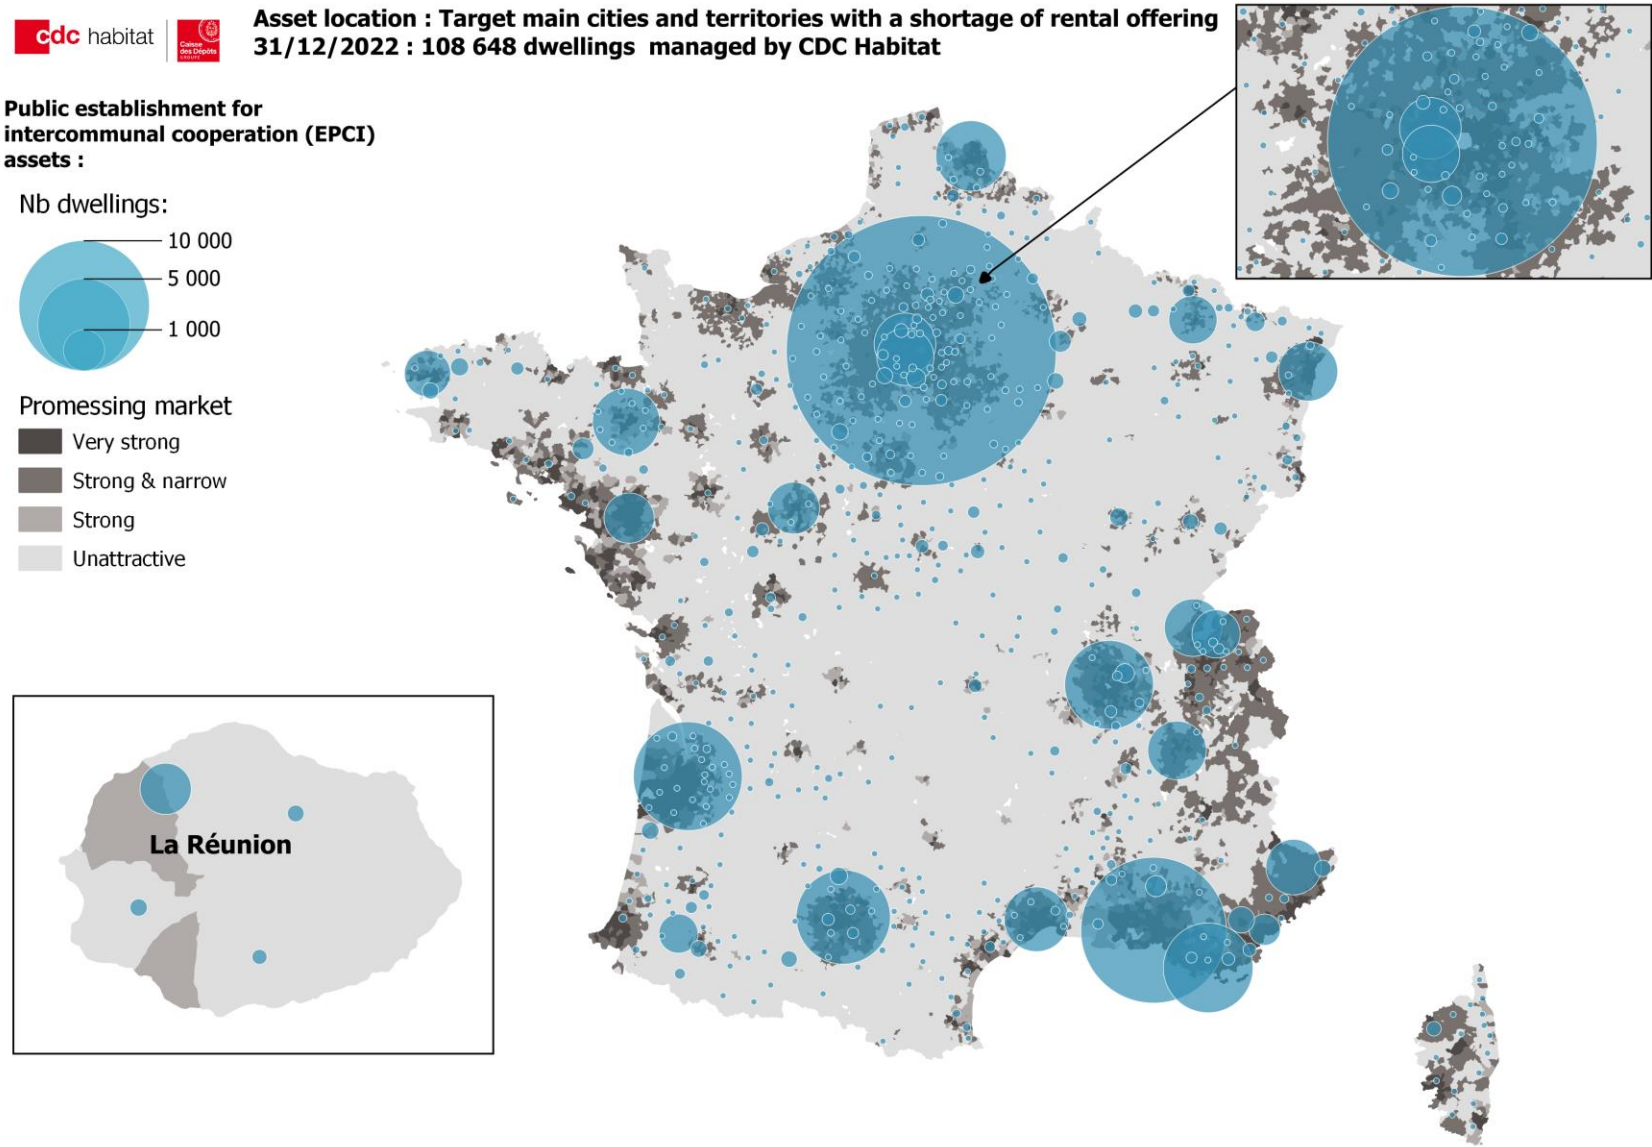 cdc habitat
Caisse
des Dépôts
GROUPE
Asset location : Target main cities and territories with a shortage of rental offering
31/12/2022 : 108 648 dwellings managed by CDC Habitat
Public establishment for
intercommunal cooperation (EPCI)
assets :
Nb dwellings:
10 000
5 000
1 000
Promessing market
Very strong
Strong & narrow
Strong
Unattractive
La Réunion